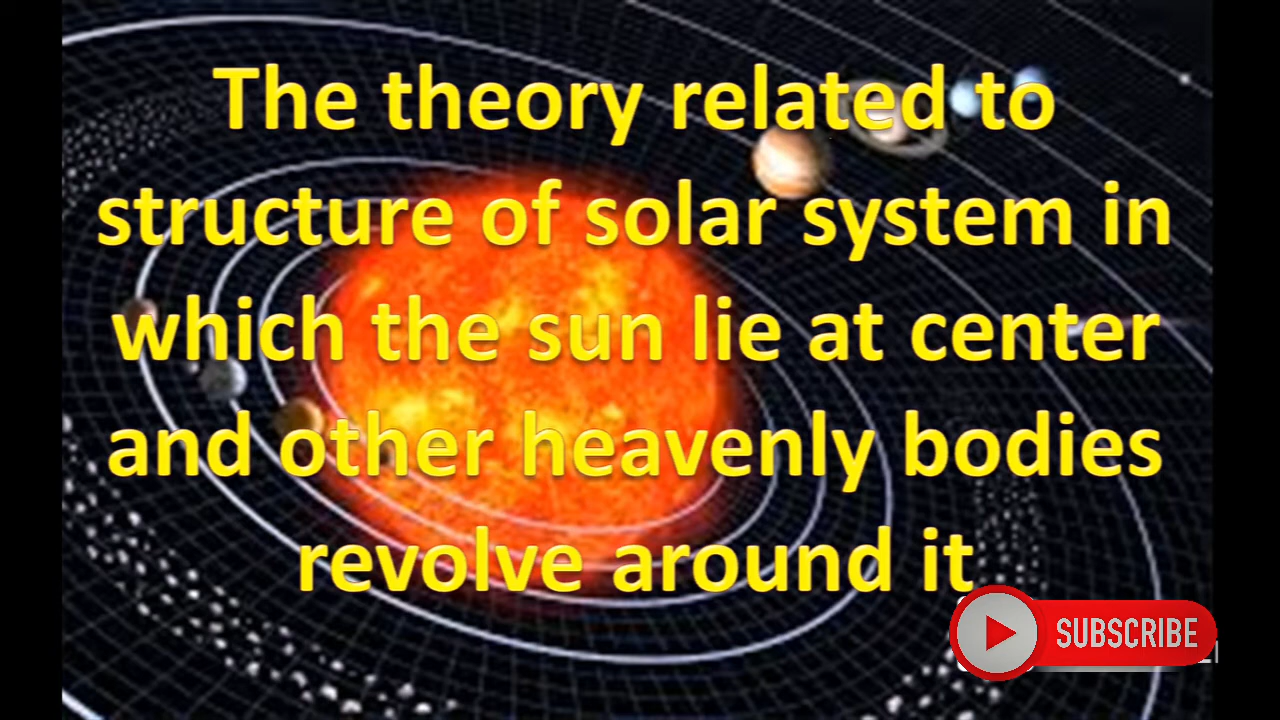 The theory related to
structure of solar system in
which the sun lie at center
and other heavenly bodies
revolve around it
SUBSCRIBE